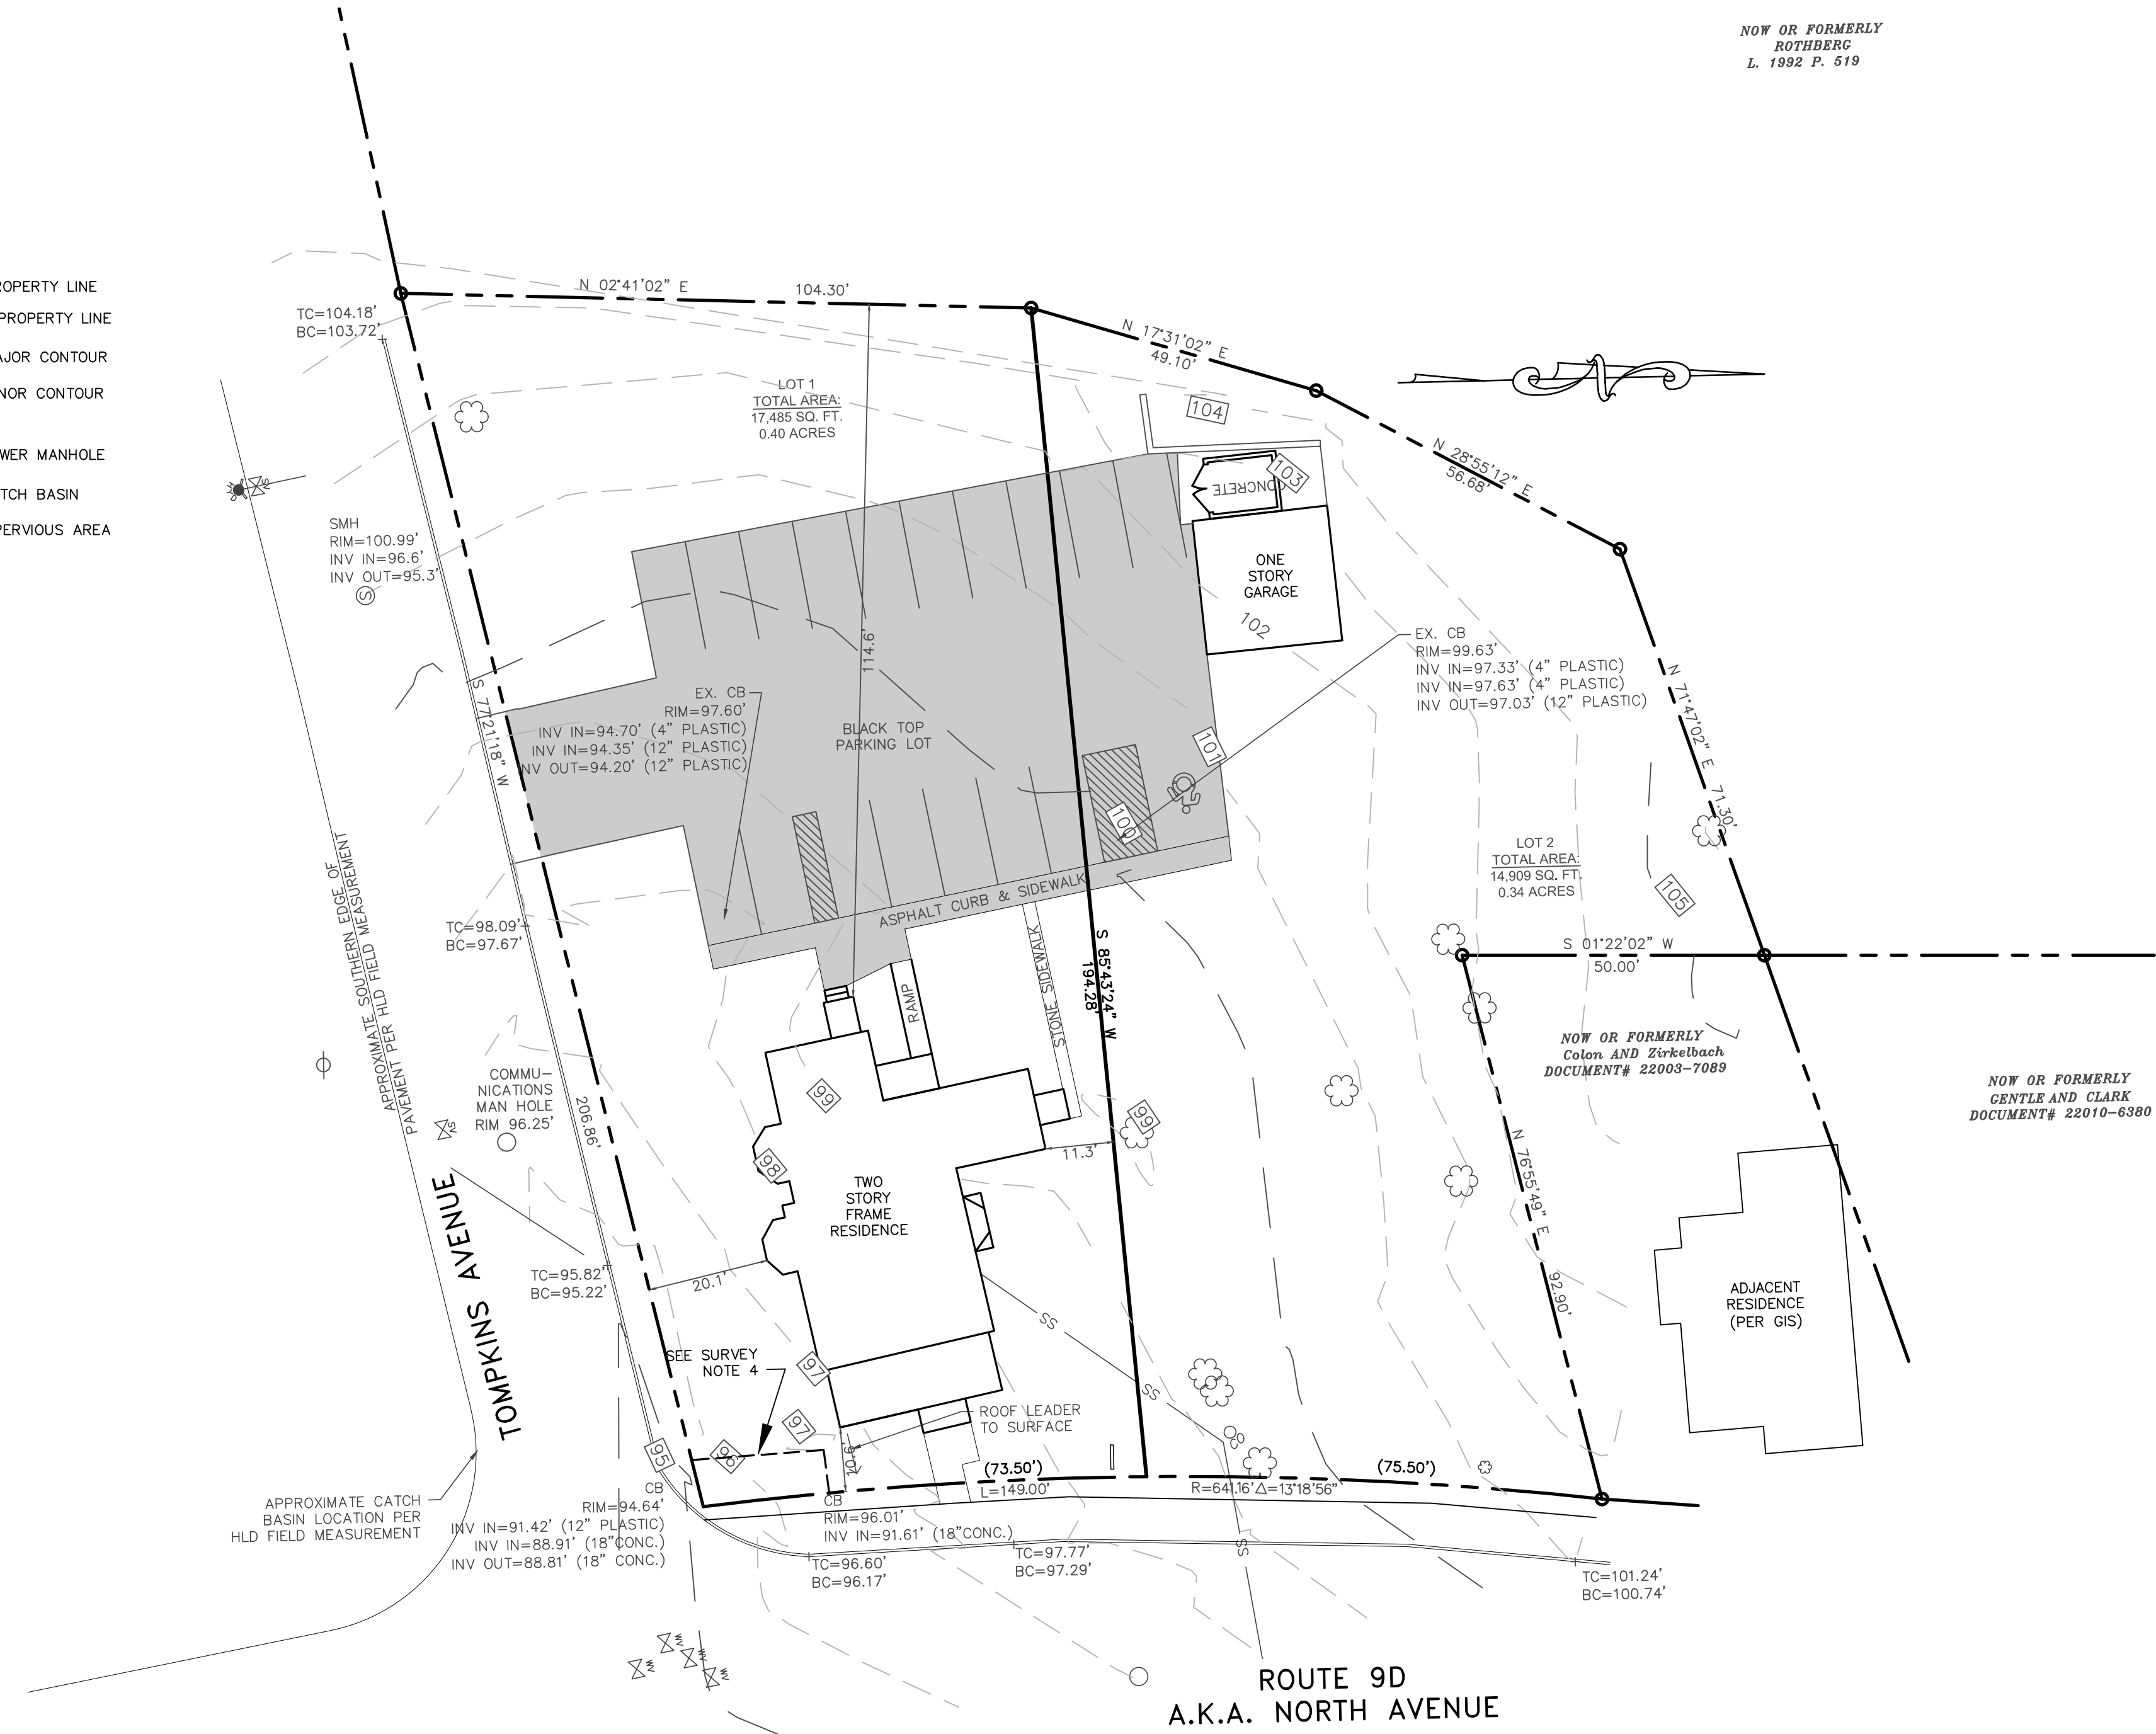 NOW OR FORMERLY
ROTHBERG
L. 1992 P. 519
ROPERTY LINE
PROPERTY LINE
AJOR CONTOUR
NOR CONTOUR
WER MANHOLE
TCH BASIN
PERVIOUS AREA
TC=104.18'
BC=103.72'
N 02°41'02" E
104.30'
N 17°31'02" E
49.10'
LOT 1
TOTAL AREA:
17,485 SQ. FT.
0.40 ACRES
104
103
CONCRETE
N 28°55'12" E
56.68'
HYD
SV
SMH
RIM=100.99'
INV IN=96.6'
INV OUT=95.3'
S
ONE
STORY
GARAGE
102
114.6'
EX. CB
RIM=99.63'
INV IN=97.33' (4" PLASTIC)
INV IN=97.63' (4" PLASTIC)
INV OUT=97.03' (12" PLASTIC)
N 71°47'02" E
71.30'
S 77°21'18" W
EX. CB
RIM=97.60'
INV IN=94.70' (4" PLASTIC)
INV IN=94.35' (12" PLASTIC)
INV OUT=94.20' (12" PLASTIC)
BLACK TOP
PARKING LOT
101
100
LOT 2
TOTAL AREA:
14,909 SQ. FT.
0.34 ACRES
105
ASPHALT CURB & SIDEWALK
APPROXIMATE SOUTHERN EDGE OF
PAVEMENT PER HLD FIELD MEASUREMENT
TC=98.09'
BC=97.67'
RAMP
STONE SIDEWALK
S 85°43'24" W
194.28'
S 01°22'02" W
50.00'
NOW OR FORMERLY
Colon AND Zirkelbach
DOCUMENT# 22003-7089
NOW OR FORMERLY
GENTLE AND CLARK
DOCUMENT# 22010-6380
COMMU-
NICATIONS
MAN HOLE
RIM 96.25'
SV
206.86'
99
98
99
11.3'
N 76°55'49" E
92.90'
TWO
STORY
FRAME
RESIDENCE
TOMPKINS AVENUE
TC=95.82'
BC=95.22'
20.1'
ADJACENT
RESIDENCE
(PER GIS)
SS
SEE SURVEY
NOTE 4
97
SS
97
96
95
ROOF LEADER
TO SURFACE
10.9'
(73.50')
L=149.00'
(75.50')
R=641.16' Δ=13°18'56"
APPROXIMATE CATCH
BASIN LOCATION PER
HLD FIELD MEASUREMENT
CB
RIM=94.64'
INV IN=91.42' (12" PLASTIC)
INV IN=88.91' (18"CONC.)
INV OUT=88.81' (18" CONC.)
CB
RIM=96.01'
INV IN=91.61' (18"CONC.)
TC=96.60'
BC=96.17'
TC=97.77'
BC=97.29'
SS
TC=101.24'
BC=100.74'
WV
WV
WV
WV
ROUTE 9D
A.K.A. NORTH AVENUE